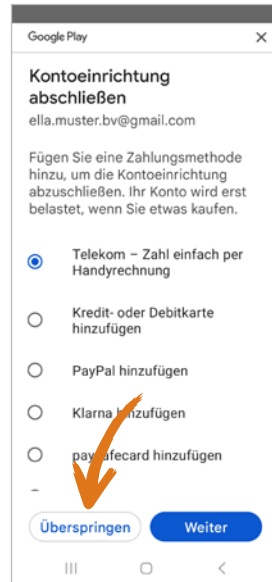 Google Play
Kontoeinrichtung
abschließen
ella.muster.bv@gmail.com
Fügen Sie eine Zahlungsmethode
hinzu, um die Kontoeinrichtung
abzuschließen. Ihr Konto wird erst
belastet, wenn Sie etwas kaufen.
Telekom – Zahl einfach per
Handyrechnung
Kredit- oder Debitkarte
hinzufügen
PayPal hinzufügen
Klarna hinzufügen
paysafecard hinzufügen
Überspringen
Weiter